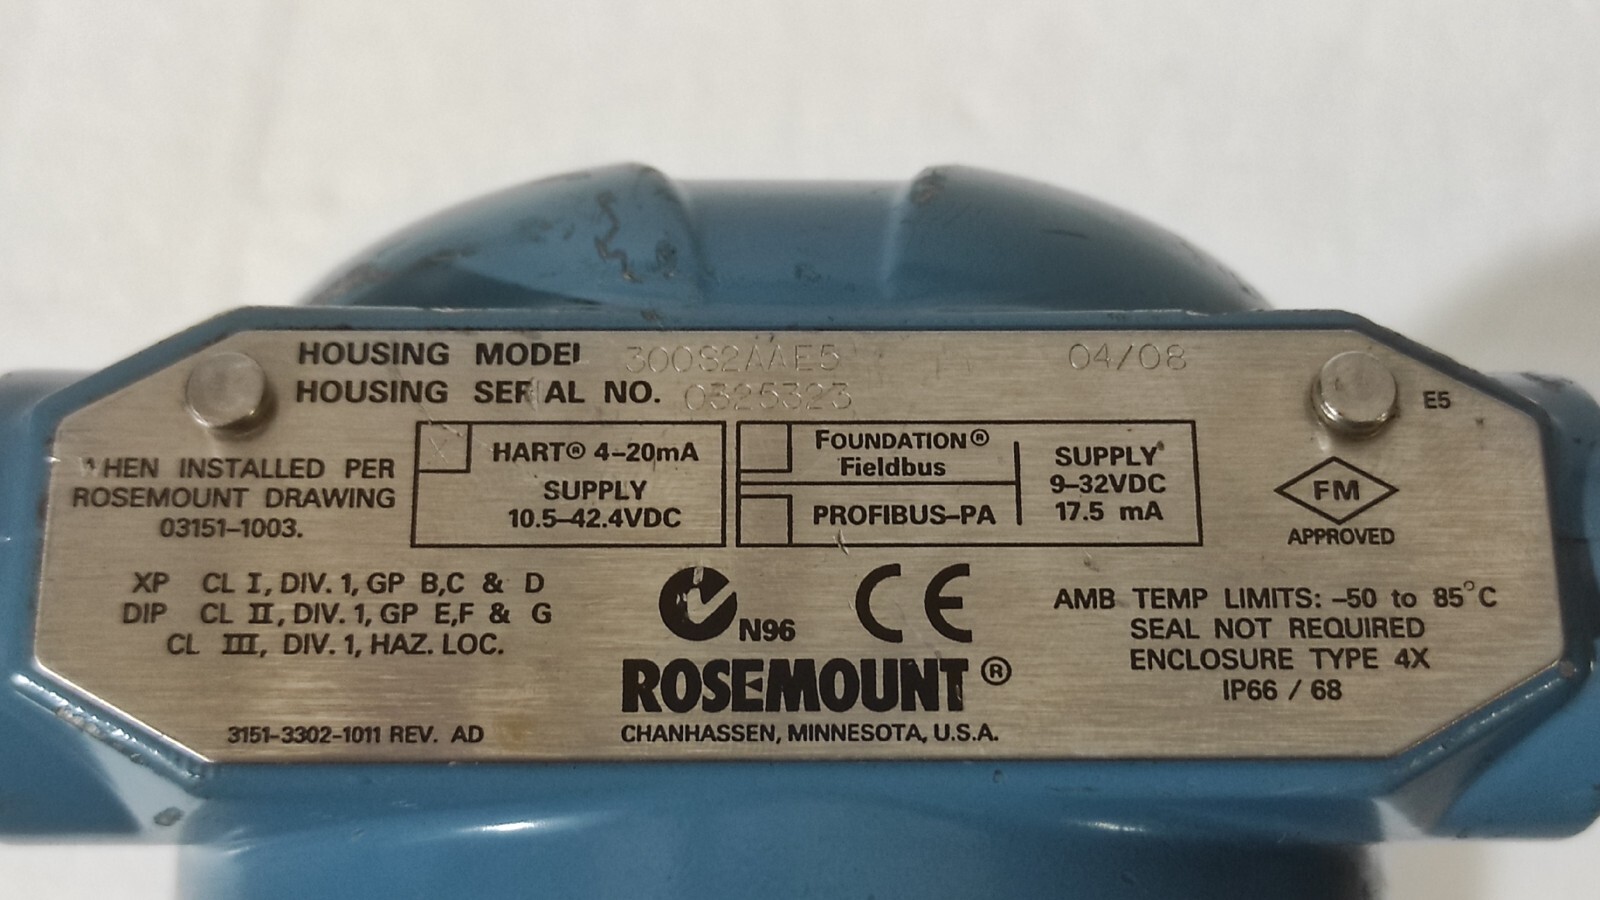 HOUSING MODEL 300S2AAE5 04/08
HOUSING SERIAL NO. 0325323
E5
WHEN INSTALLED PER
ROSEMOUNT DRAWING
03151-1003.
HART® 4-20mA
SUPPLY
10.5-42.4VDC
FOUNDATION®
Fieldbus
PROFIBUS-PA
SUPPLY
9-32VDC
17.5 mA
FM
APPROVED
XP CL I, DIV. 1, GP B,C & D
DIP CL II, DIV. 1, GP E,F & G
CL III, DIV. 1, HAZ. LOC.
N96
CE
AMB TEMP LIMITS: -50 to 85°C
SEAL NOT REQUIRED
ENCLOSURE TYPE 4X
IP66 / 68
ROSEMOUNT®
CHANHASSEN, MINNESOTA, U.S.A.
3151-3302-1011 REV. AD